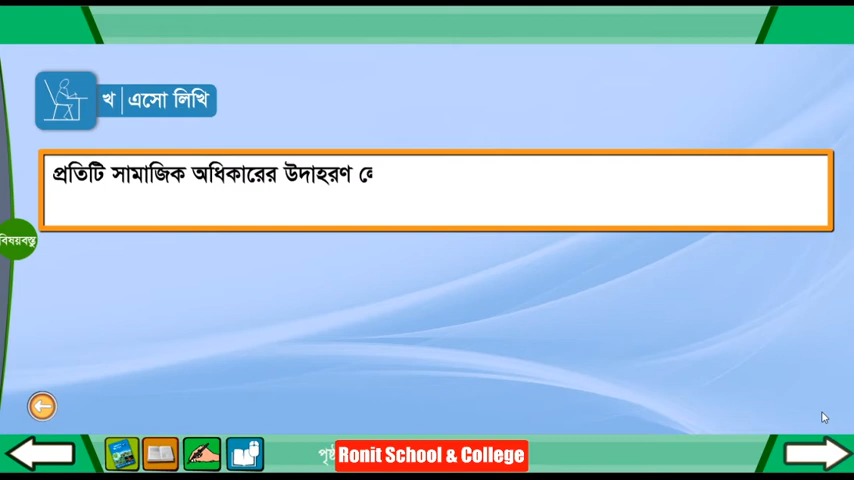 খ | এসো লিখি
প্রতিটি সামাজিক অধিকারের উদাহরণ
বিষয়বস্তু
Ronit School & College